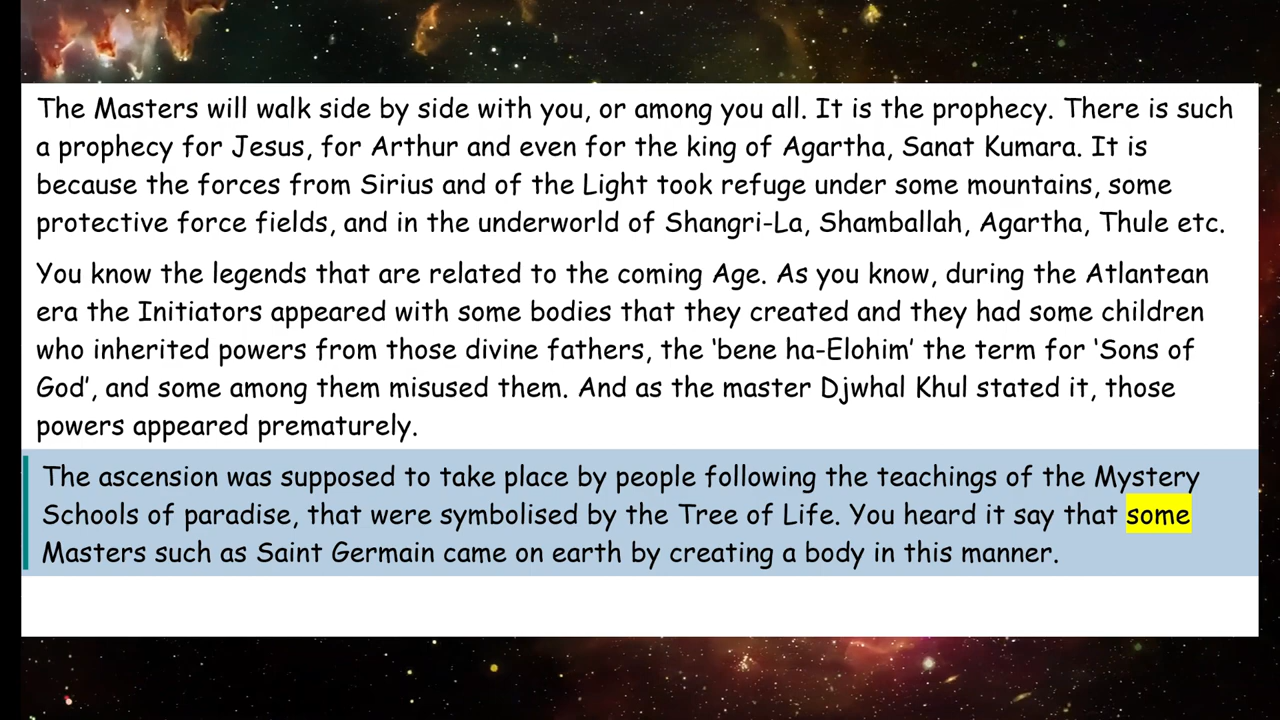 The Masters will walk side by side with you, or among you all. It is the prophecy. There is such
a prophecy for Jesus, for Arthur and even for the king of Agartha, Sanat Kumara. It is
because the forces from Sirius and of the Light took refuge under some mountains, some
protective force fields, and in the underworld of Shangri-La, Shamballah, Agartha, Thule etc.
You know the legends that are related to the coming Age. As you know, during the Atlantean
era the Initiators appeared with some bodies that they created and they had some children
who inherited powers from those divine fathers, the ‘bene ha-Elohim’ the term for ‘Sons of
God’, and some among them misused them. And as the master Djwhal Khul stated it, those
powers appeared prematurely.
The ascension was supposed to take place by people following the teachings of the Mystery
Schools of paradise, that were symbolised by the Tree of Life. You heard it say that some
Masters such as Saint Germain came on earth by creating a body in this manner.